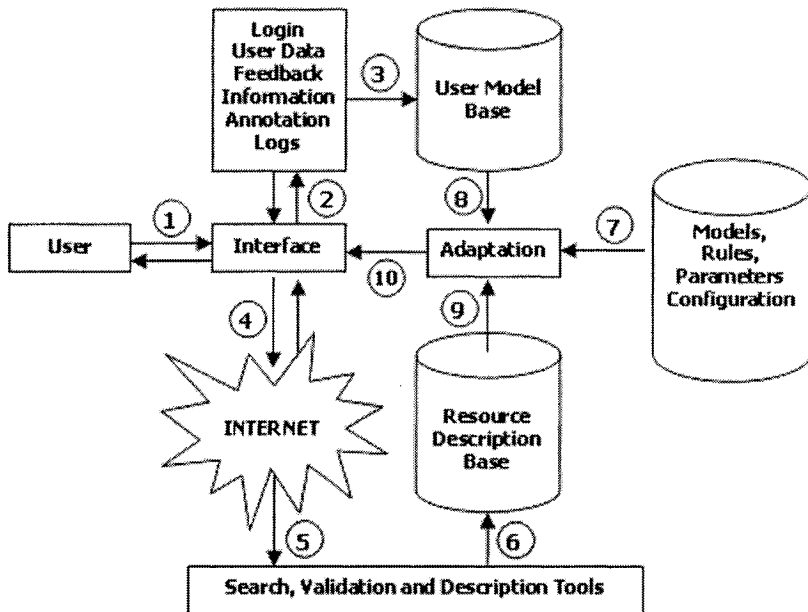 Login
User Data
Feedback
Information
Annotation
Logs
3
User Model
Base
2
8
1
7
User
Interface
Adaptation
Models,
Rules,
Parameters
Configuration
10
4
9
INTERNET
Resource
Description
Base
5
6
Search, Validation and Description Tools